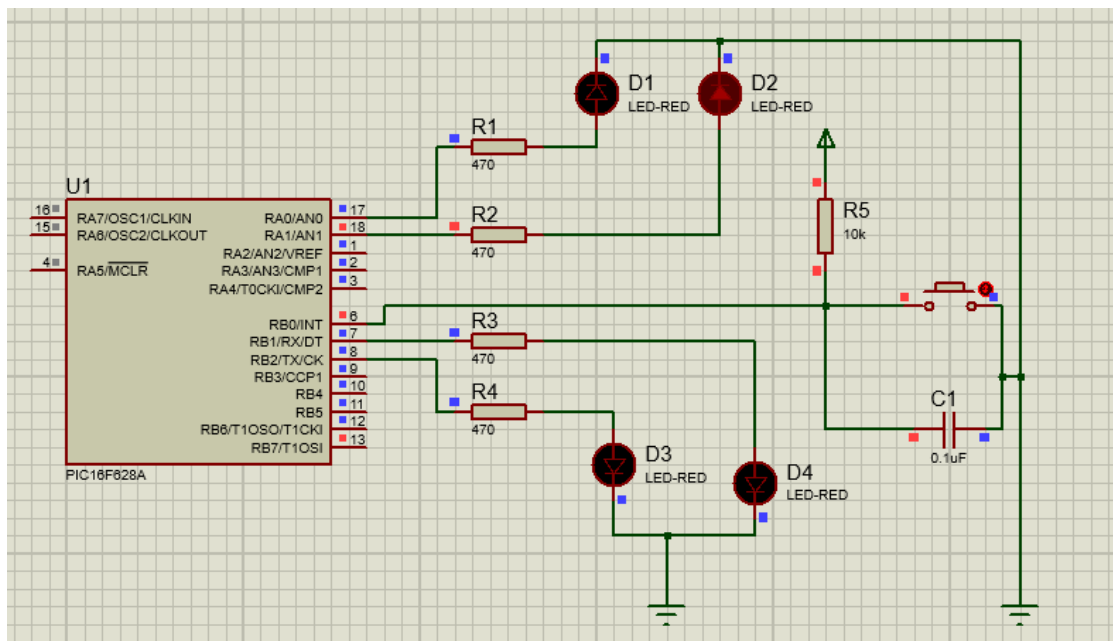 D1
LED-RED
D2
LED-RED
R1
470
U1
16
RA7/OSC1/CLKIN
15
RA6/OSC2/CLKOUT
4
RA5/MCLR
RA0/AN0
17
RA1/AN1
18
RA2/AN2/VREF
1
RA3/AN3/CMP1
2
RA4/T0CKI/CMP2
3
RB0/INT
6
RB1/RX/DT
7
RB2/TX/CK
8
RB3/CCP1
9
RB4
10
RB5
11
RB6/T1OSO/T1CKI
12
RB7/T1OSI
13
PIC16F628A
R2
470
R5
10k
R3
470
R4
470
C1
0.1uF
D3
LED-RED
D4
LED-RED